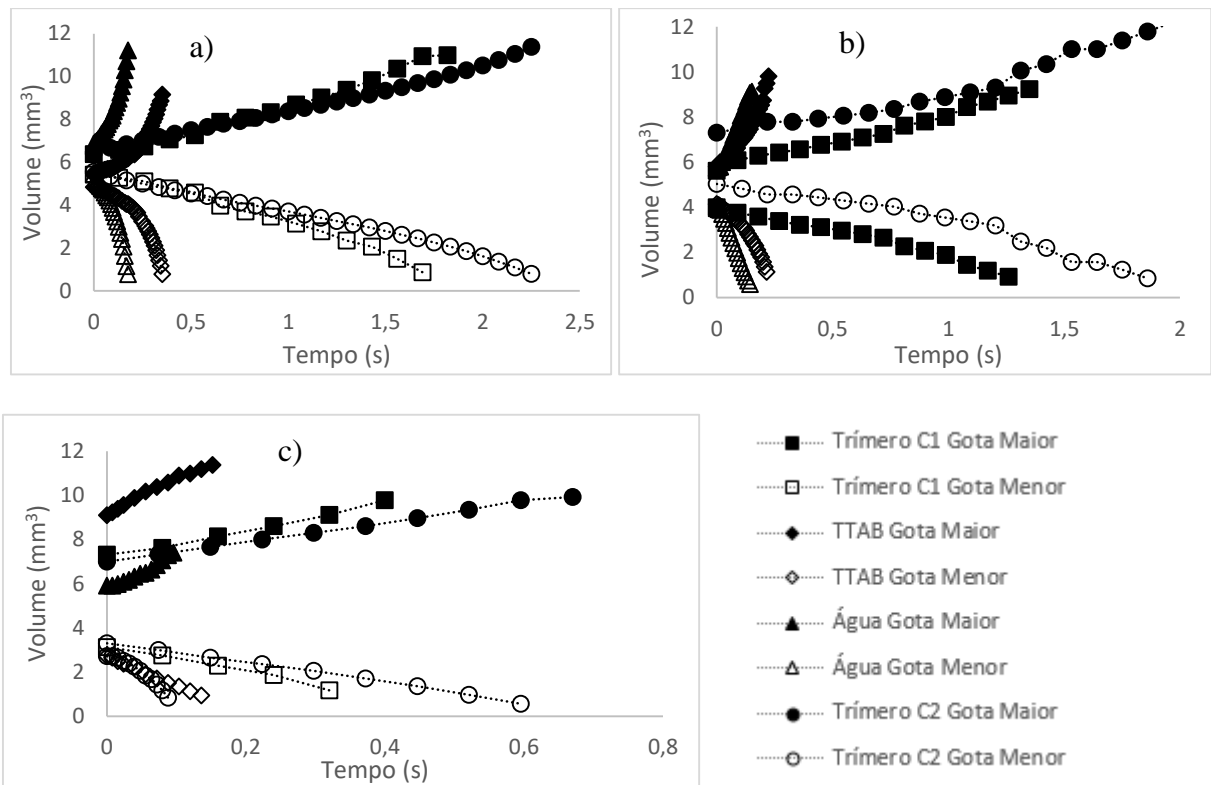 a)
Volume (mm³)
12
10
8
6
4
2
0
0 0,5 1 1,5 2 2,5
Tempo (s)
b)
Volume (mm³)
12
10
8
6
4
2
0
0 0,5 1 1,5 2
Tempo (s)
c)
Volume (mm³)
12
10
8
6
4
2
0
0 0,2 0,4 0,6 0,8
Tempo (s)
Trímero C1 Gota Maior
Trímero C1 Gota Menor
TTAB Gota Maior
TTAB Gota Menor
Água Gota Maior
Água Gota Menor
Trímero C2 Gota Maior
Trímero C2 Gota Menor